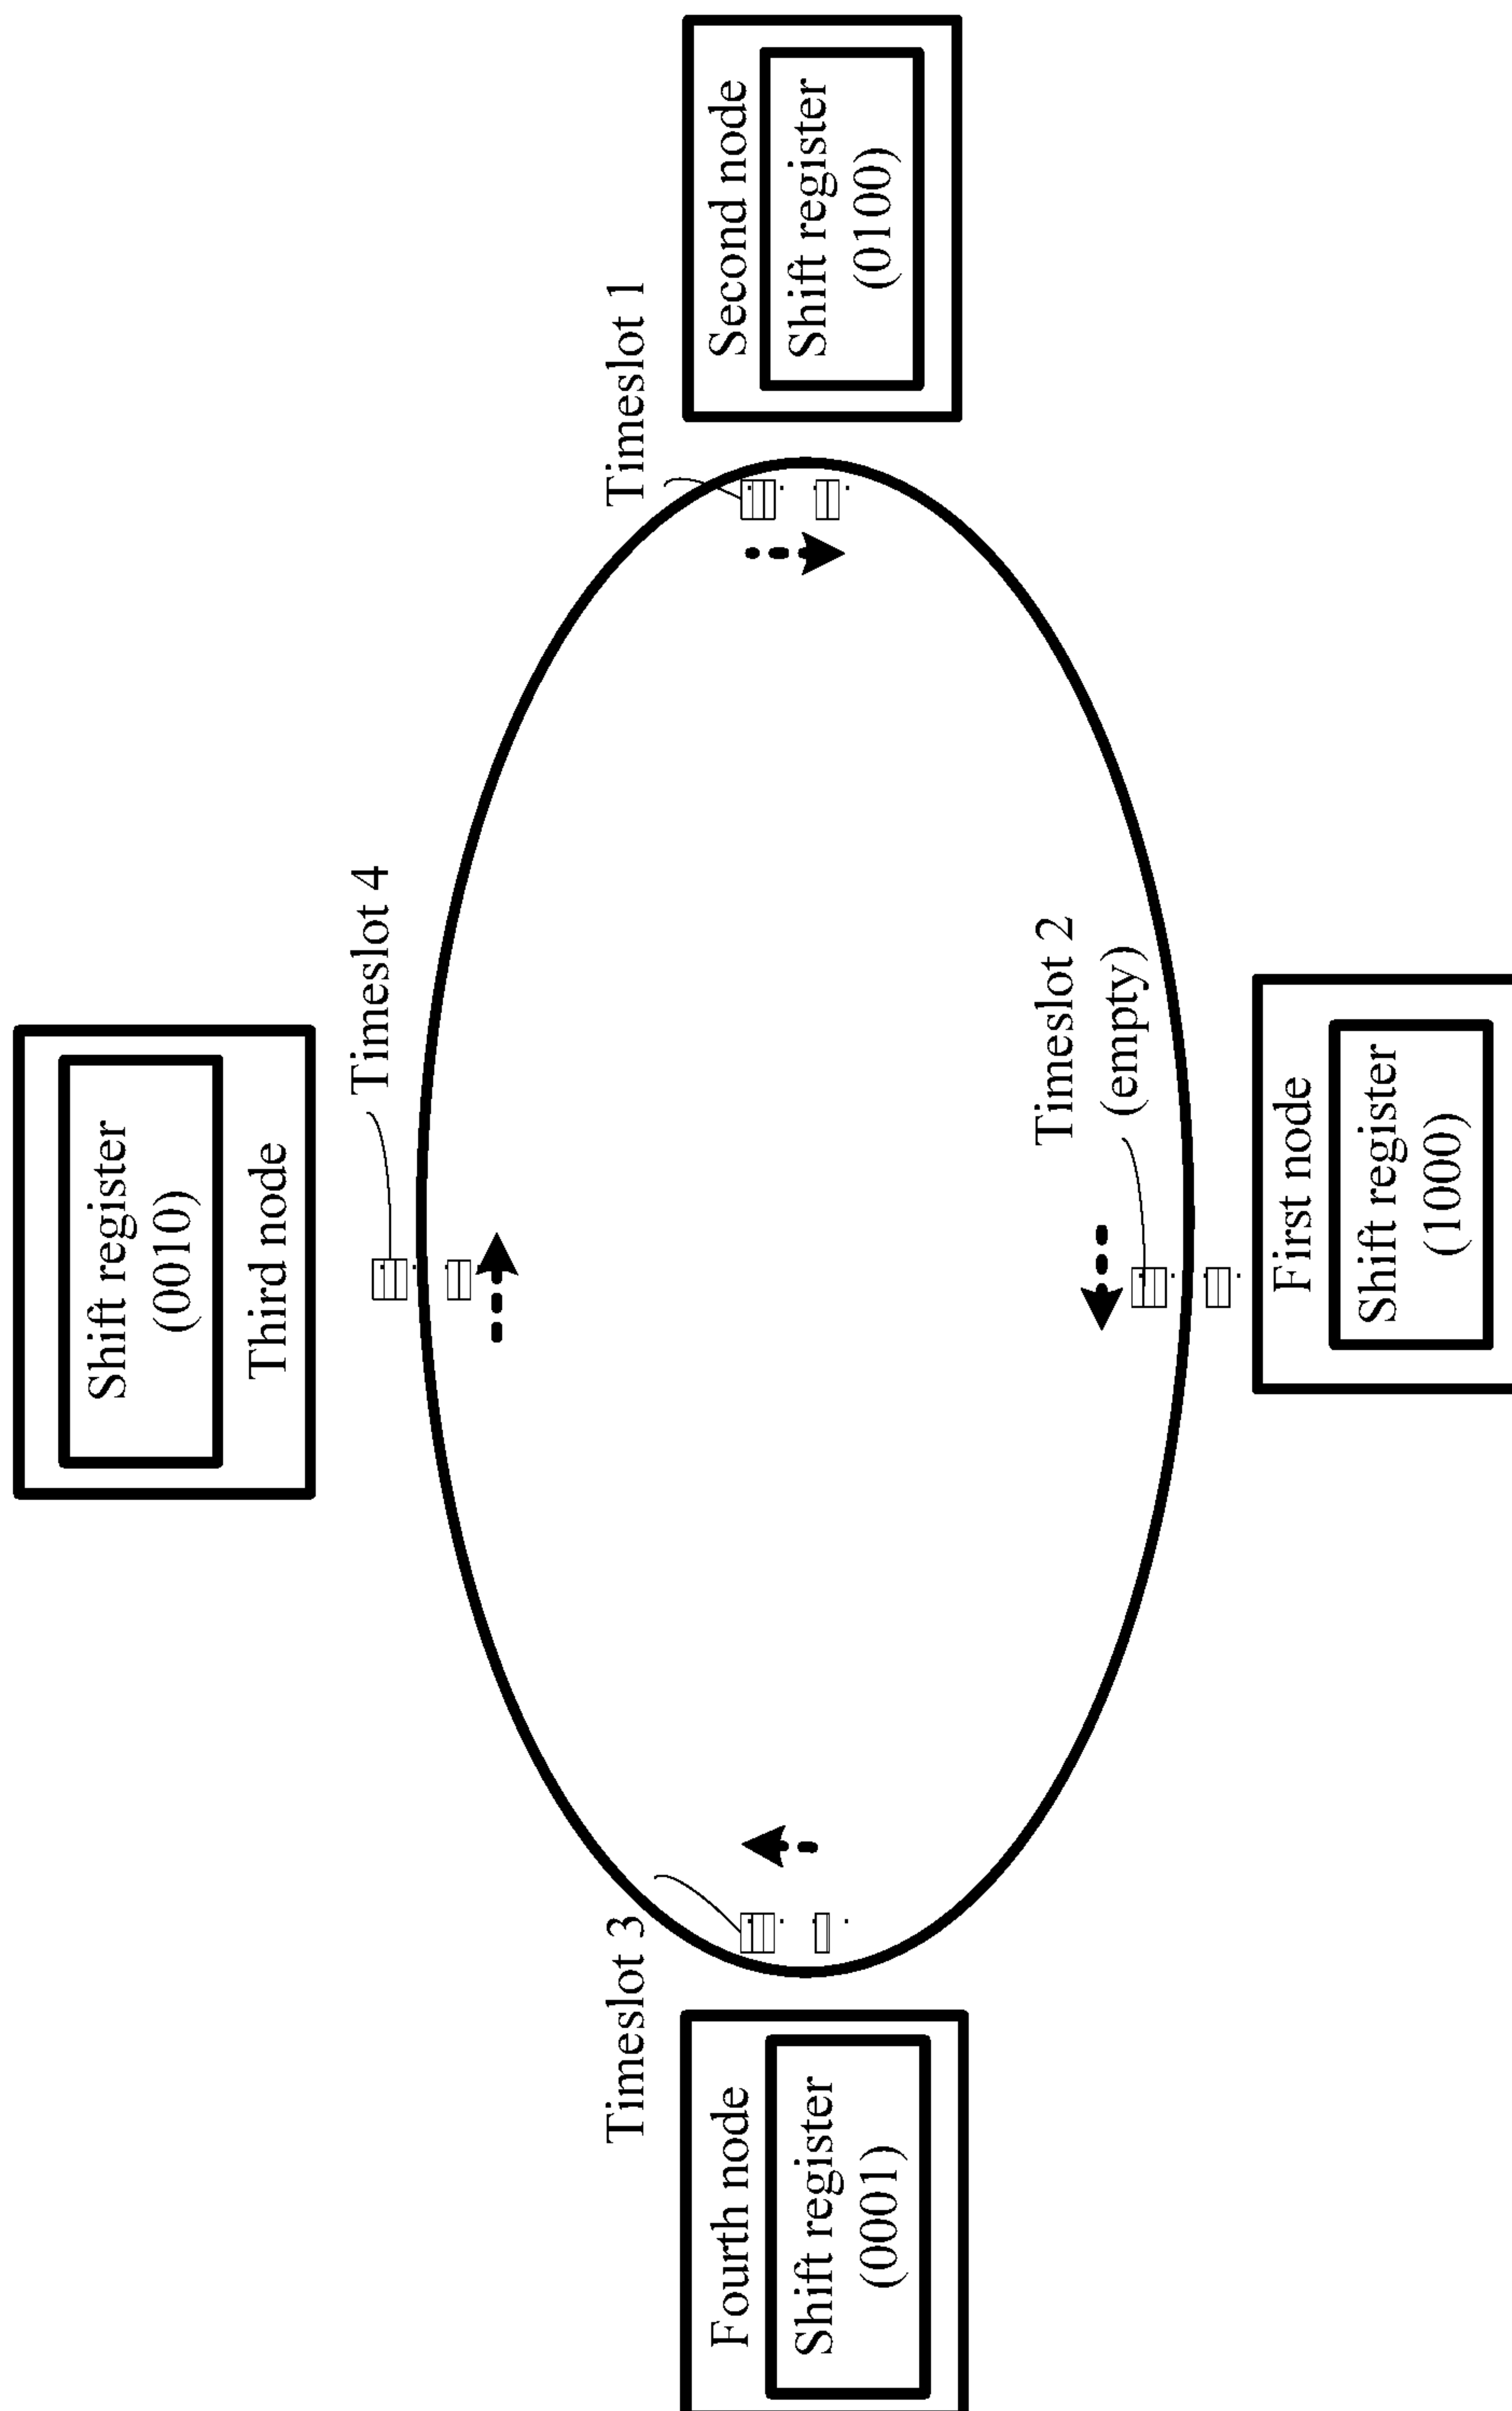 Shift register
(0010)
Third node
Timeslot 4
Timeslot 3
Timeslot 1
Fourth node
Shift register
(0001)
Second node
Shift register
(0100)
Timeslot 2
(empty)
First node
Shift register
(1000)